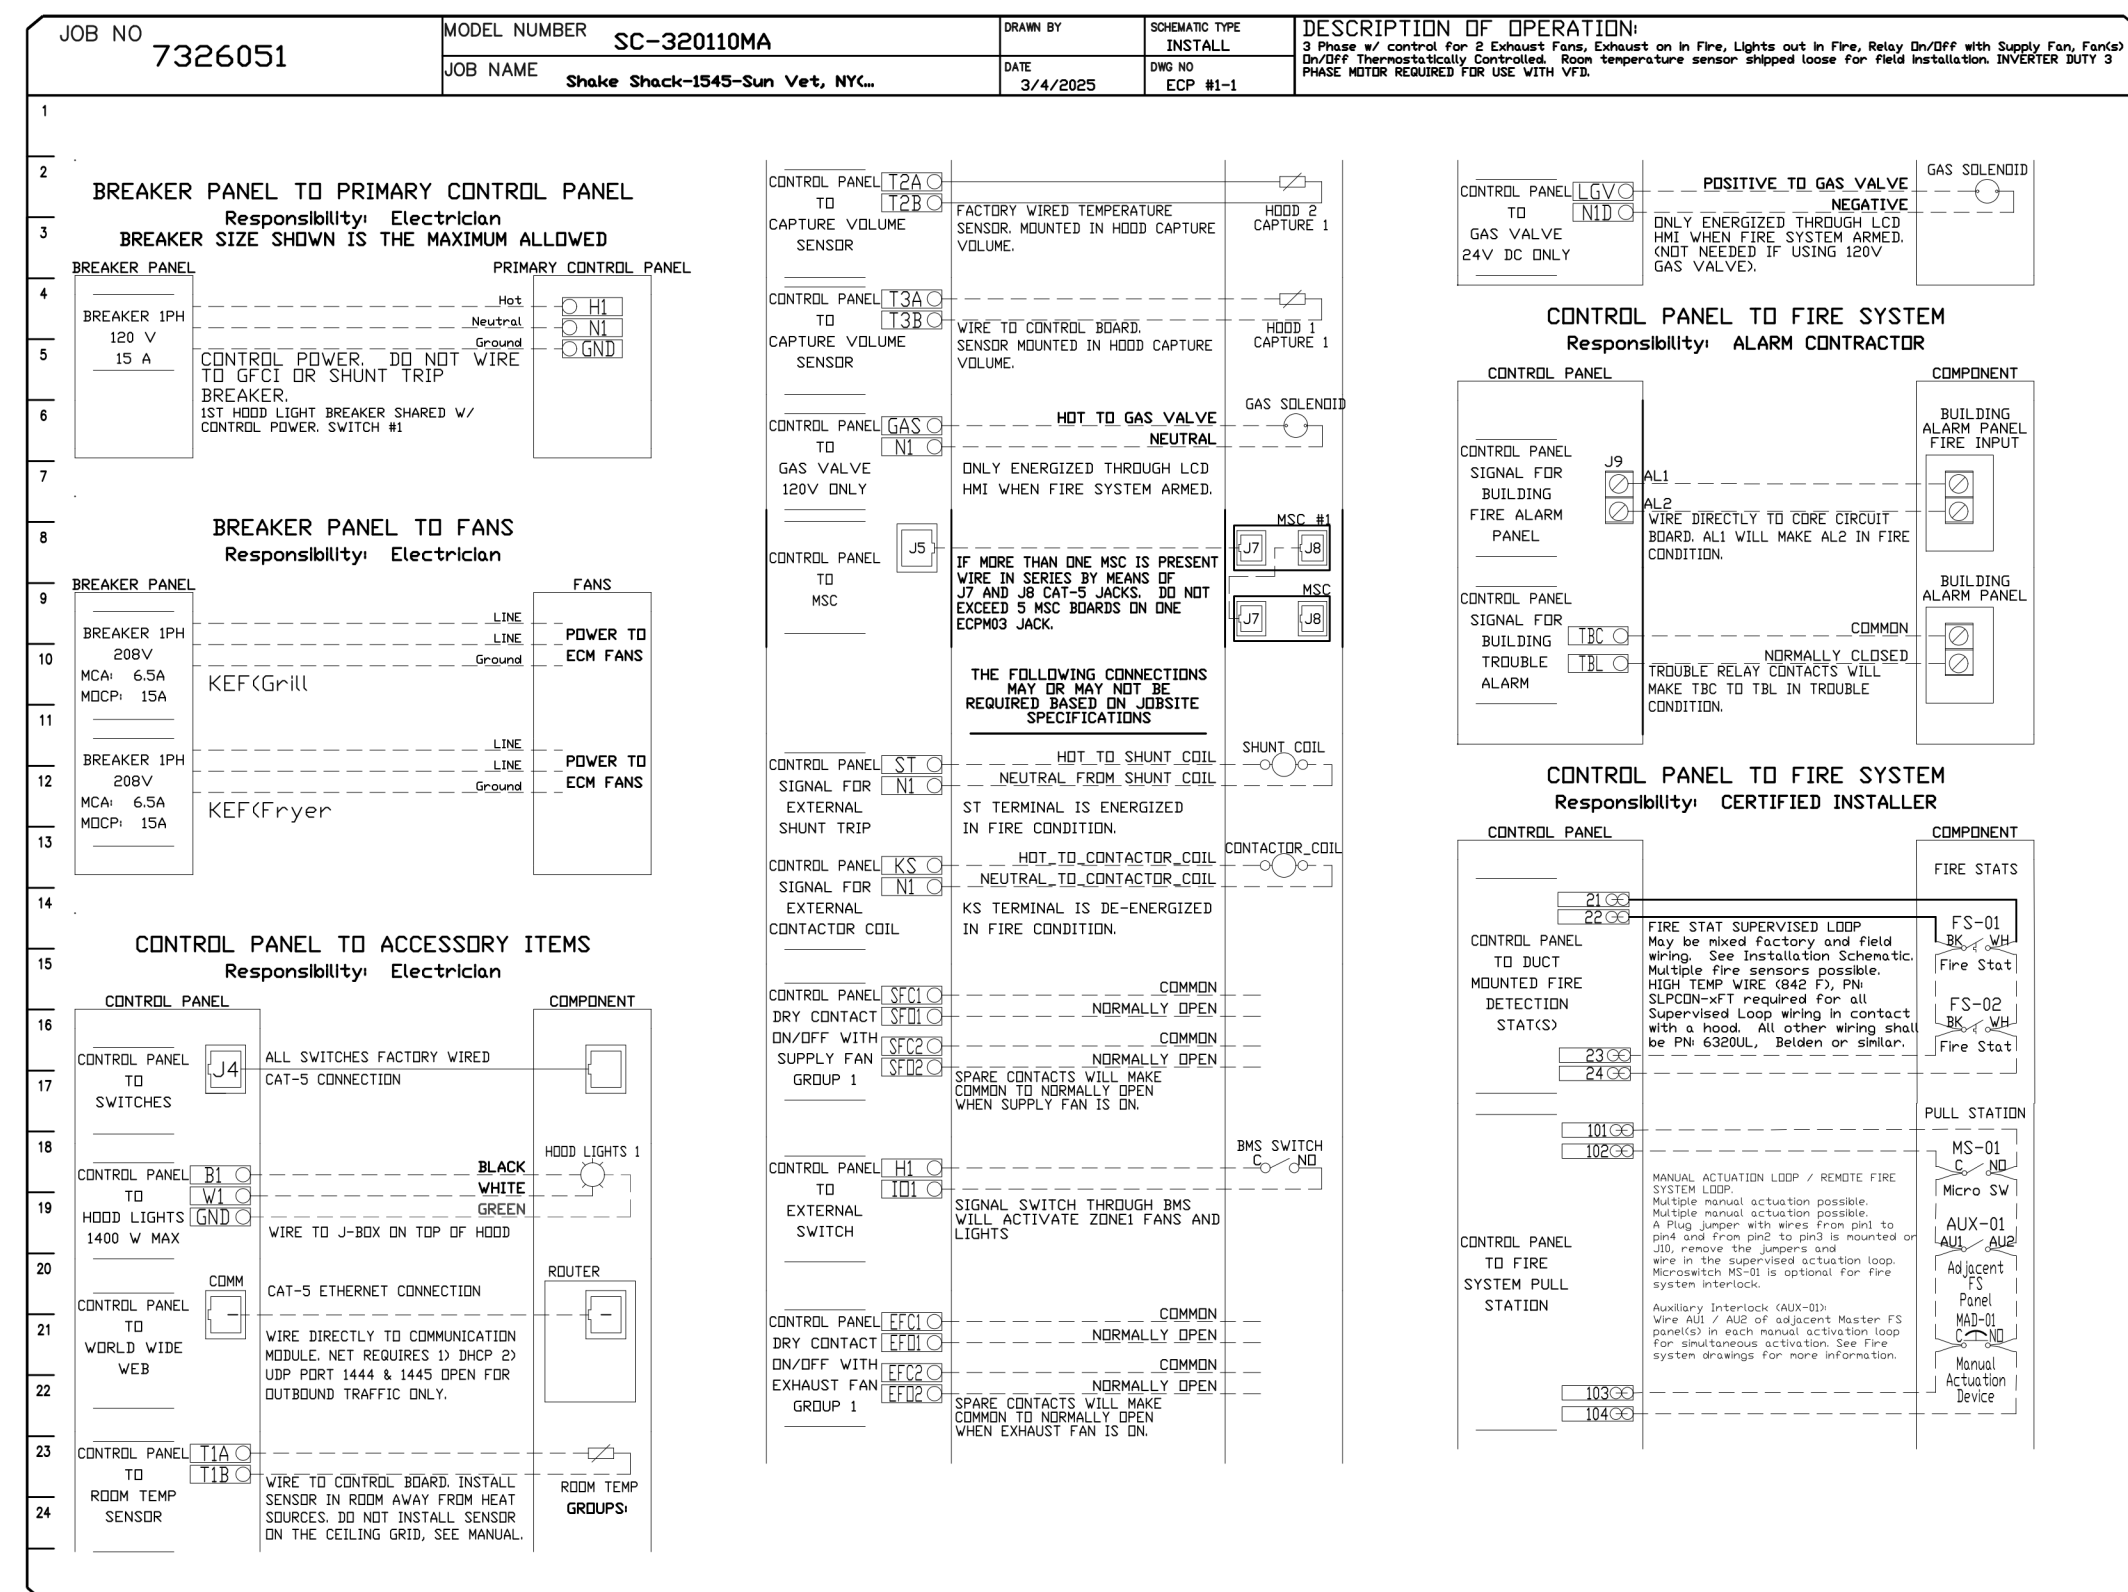 JOB NO
7326051
MODEL NUMBER
SC-320110MA
JOB NAME
Shake Shack-1545-Sun Vet, NY(...
DRAWN BY
DATE
3/4/2025
SCHEMATIC TYPE
INSTALL
DWG NO
ECP #1-1
DESCRIPTION OF OPERATION:
3 Phase w/ control for 2 Exhaust Fans, Exhaust on in Fire, Lights out in Fire, Relay On/Off with Supply Fan, Fan(s)
On/Off Thermostatically Controlled. Room temperature sensor shipped loose for field installation. INVERTER DUTY 3
PHASE MOTOR REQUIRED FOR USE WITH VFD.
1
2
3
4
5
6
7
8
9
10
11
12
13
14
15
16
17
18
19
20
21
22
23
24
BREAKER PANEL TO PRIMARY CONTROL PANEL
Responsibility: Electrician
BREAKER SIZE SHOWN IS THE MAXIMUM ALLOWED
BREAKER PANEL
PRIMARY CONTROL PANEL
BREAKER 1PH
120 V
15 A
Hot
H1
Neutral
N1
Ground
GND
CONTROL POWER. DO NOT WIRE
TO GFCI OR SHUNT TRIP
BREAKER.
1ST HOOD LIGHT BREAKER SHARED W/
CONTROL POWER. SWITCH #1
BREAKER PANEL TO FANS
Responsibility: Electrician
BREAKER PANEL
FANS
BREAKER 1PH
208V
MCA: 6.5A
MOCP: 15A
LINE
LINE
Ground
POWER TO
ECM FANS
KEF(Grill
BREAKER 1PH
208V
MCA: 6.5A
MOCP: 15A
LINE
LINE
Ground
POWER TO
ECM FANS
KEF(Fryer
CONTROL PANEL TO ACCESSORY ITEMS
Responsibility: Electrician
CONTROL PANEL
COMPONENT
CONTROL PANEL
TO
SWITCHES
J4
ALL SWITCHES FACTORY WIRED
CAT-5 CONNECTION
CONTROL PANEL
TO
HOOD LIGHTS
1400 W MAX
B1
W1
GND
BLACK
WHITE
GREEN
HOOD LIGHTS 1
WIRE TO J-BOX ON TOP OF HOOD
CONTROL PANEL
TO
WORLD WIDE
WEB
COMM
CAT-5 ETHERNET CONNECTION
ROUTER
WIRE DIRECTLY TO COMMUNICATION
MODULE. NET REQUIRES 1) DHCP 2)
UDP PORT 1444 & 1445 OPEN FOR
OUTBOUND TRAFFIC ONLY.
CONTROL PANEL
TO
ROOM TEMP
SENSOR
T1A
T1B
WIRE TO CONTROL BOARD. INSTALL
SENSOR IN ROOM AWAY FROM HEAT
SOURCES. DO NOT INSTALL SENSOR
ON THE CEILING GRID, SEE MANUAL.
ROOM TEMP
GROUPS:
CONTROL PANEL
TO
CAPTURE VOLUME
SENSOR
T2A
T2B
FACTORY WIRED TEMPERATURE
SENSOR. MOUNTED IN HOOD CAPTURE
VOLUME.
HOOD 2
CAPTURE 1
CONTROL PANEL
TO
CAPTURE VOLUME
SENSOR
T3A
T3B
WIRE TO CONTROL BOARD.
SENSOR MOUNTED IN HOOD CAPTURE
VOLUME.
HOOD 1
CAPTURE 1
CONTROL PANEL
TO
GAS VALVE
120V ONLY
GAS
N1
HOT TO GAS VALVE
NEUTRAL
GAS SOLENOID
ONLY ENERGIZED THROUGH LCD
HMI WHEN FIRE SYSTEM ARMED.
CONTROL PANEL
TO
MSC
J5
MSC #1
J7
J8
MSC
J7
J8
IF MORE THAN ONE MSC IS PRESENT
WIRE IN SERIES BY MEANS OF
J7 AND J8 CAT-5 JACKS. DO NOT
EXCEED 5 MSC BOARDS ON ONE
ECPM03 JACK.
THE FOLLOWING CONNECTIONS
MAY OR MAY NOT BE
REQUIRED BASED ON JOBSITE
SPECIFICATIONS
CONTROL PANEL
SIGNAL FOR
EXTERNAL
SHUNT TRIP
ST
N1
HOT TO SHUNT COIL
NEUTRAL FROM SHUNT COIL
SHUNT COIL
ST TERMINAL IS ENERGIZED
IN FIRE CONDITION.
CONTROL PANEL
SIGNAL FOR
EXTERNAL
CONTACTOR COIL
KS
N1
HOT_TO_CONTACTOR_COIL
NEUTRAL_TO_CONTACTOR_COIL
CONTACTOR_COIL
KS TERMINAL IS DE-ENERGIZED
IN FIRE CONDITION.
CONTROL PANEL
DRY CONTACT
ON/OFF WITH
SUPPLY FAN
GROUP 1
SFC1
SFO1
SFC2
SFO2
COMMON
NORMALLY OPEN
COMMON
NORMALLY OPEN
SPARE CONTACTS WILL MAKE
COMMON TO NORMALLY OPEN
WHEN SUPPLY FAN IS ON.
CONTROL PANEL
TO
EXTERNAL
SWITCH
H1
IO1
BMS SWITCH
C
NO
SIGNAL SWITCH THROUGH BMS
WILL ACTIVATE ZONE1 FANS AND
LIGHTS
CONTROL PANEL
DRY CONTACT
ON/OFF WITH
EXHAUST FAN
GROUP 1
EFC1
EFO1
EFC2
EFO2
COMMON
NORMALLY OPEN
COMMON
NORMALLY OPEN
SPARE CONTACTS WILL MAKE
COMMON TO NORMALLY OPEN
WHEN EXHAUST FAN IS ON.
CONTROL PANEL
TO
GAS VALVE
24V DC ONLY
LGV
N1D
POSITIVE TO GAS VALVE
NEGATIVE
GAS SOLENOID
ONLY ENERGIZED THROUGH LCD
HMI WHEN FIRE SYSTEM ARMED.
(NOT NEEDED IF USING 120V
GAS VALVE).
CONTROL PANEL TO FIRE SYSTEM
Responsibility: ALARM CONTRACTOR
CONTROL PANEL
COMPONENT
CONTROL PANEL
SIGNAL FOR
BUILDING
FIRE ALARM
PANEL
J9
AL1
AL2
BUILDING
ALARM PANEL
FIRE INPUT
WIRE DIRECTLY TO CORE CIRCUIT
BOARD. AL1 WILL MAKE AL2 IN FIRE
CONDITION.
CONTROL PANEL
SIGNAL FOR
BUILDING
TROUBLE
ALARM
TBC
TBL
COMMON
NORMALLY CLOSED
BUILDING
ALARM PANEL
TROUBLE RELAY CONTACTS WILL
MAKE TBC TO TBL IN TROUBLE
CONDITION.
CONTROL PANEL TO FIRE SYSTEM
Responsibility: CERTIFIED INSTALLER
CONTROL PANEL
COMPONENT
CONTROL PANEL
TO DUCT
MOUNTED FIRE
DETECTION
STAT(S)
21
22
23
24
FIRE STAT SUPERVISED LOOP
May be mixed factory and field
wiring. See Installation Schematic.
Multiple fire sensors possible.
HIGH TEMP WIRE (842 F), PN:
SLPCON-xFT required for all
Supervised Loop wiring in contact
with a hood. All other wiring shall
be PN: 6320UL, Belden or similar.
FIRE STATS
FS-01
BK
WH
Fire Stat
FS-02
BK
WH
Fire Stat
CONTROL PANEL
TO FIRE
SYSTEM PULL
STATION
101
102
103
104
MANUAL ACTUATION LOOP / REMOTE FIRE
SYSTEM LOOP.
Multiple manual actuation possible.
Multiple manual actuation possible.
A Plug jumper with wires from pin1 to
pin4 and from pin2 to pin3 is mounted or
J10, remove the jumpers and
wire in the supervised actuation loop.
Microswitch MS-01 is optional for fire
system interlock.
Auxiliary Interlock (AUX-01):
Wire AU1 / AU2 of adjacent Master FS
panel(s) in each manual activation loop
for simultaneous activation. See Fire
system drawings for more information.
PULL STATION
MS-01
C
NO
Micro SW
AUX-01
AU1
AU2
Adjacent
FS
Panel
MAD-01
C
NO
Manual
Actuation
Device